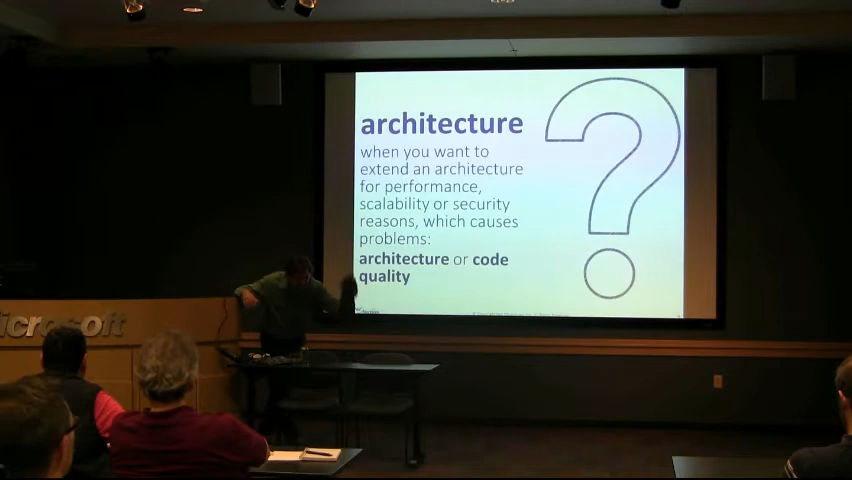 architecture
when you want to
extend an architecture
for performance,
scalability or security
reasons, which causes
problems:
architecture or code
quality
icrosoft